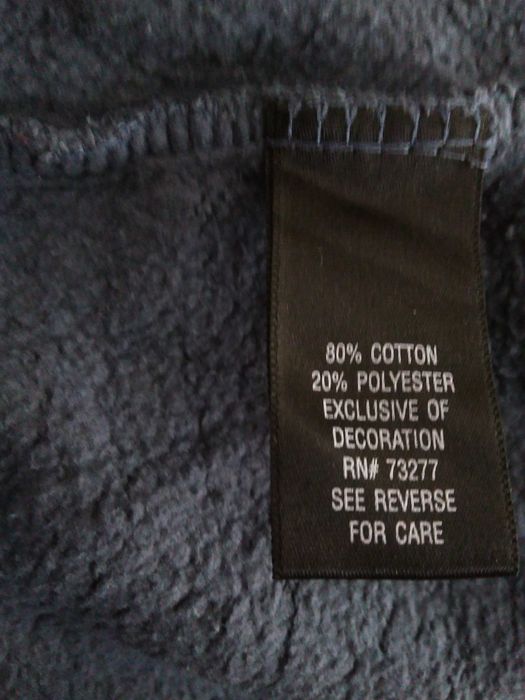 80% COTTON
20% POLYESTER
EXCLUSIVE OF
DECORATION
RN# 73277
SEE REVERSE
FOR CARE